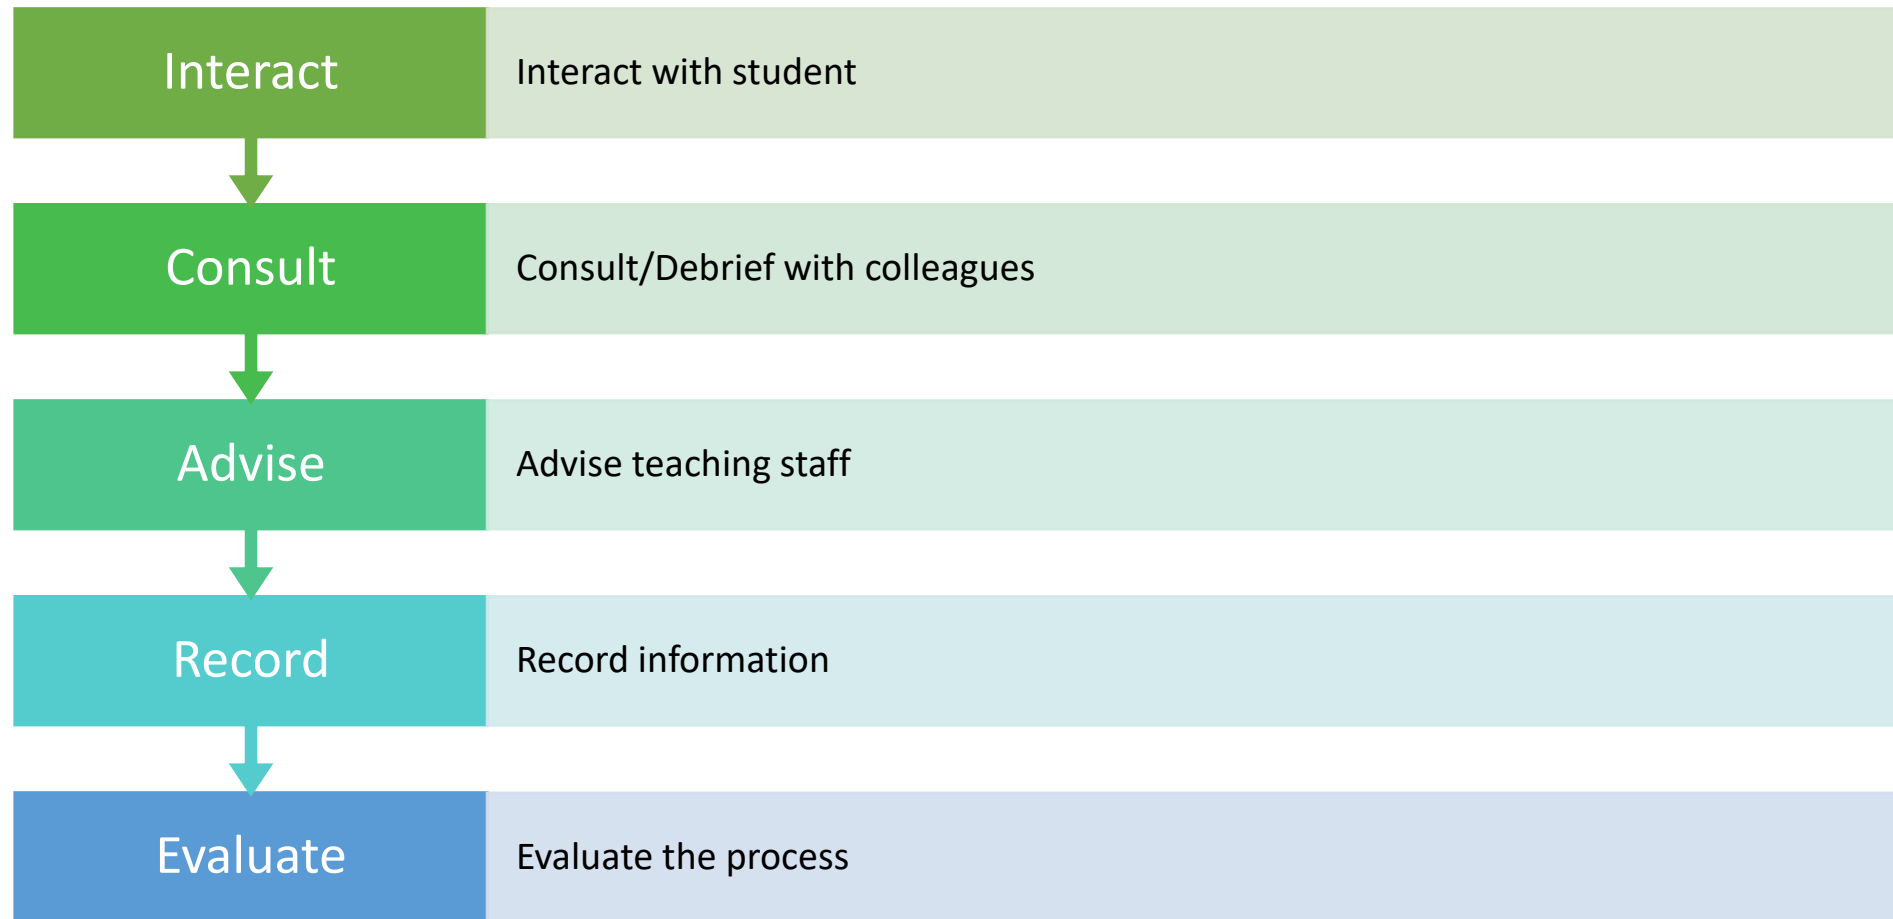 Interact
Interact with student
Consult
Consult/Debrief with colleagues
Advise
Advise teaching staff
Record
Record information
Evaluate
Evaluate the process